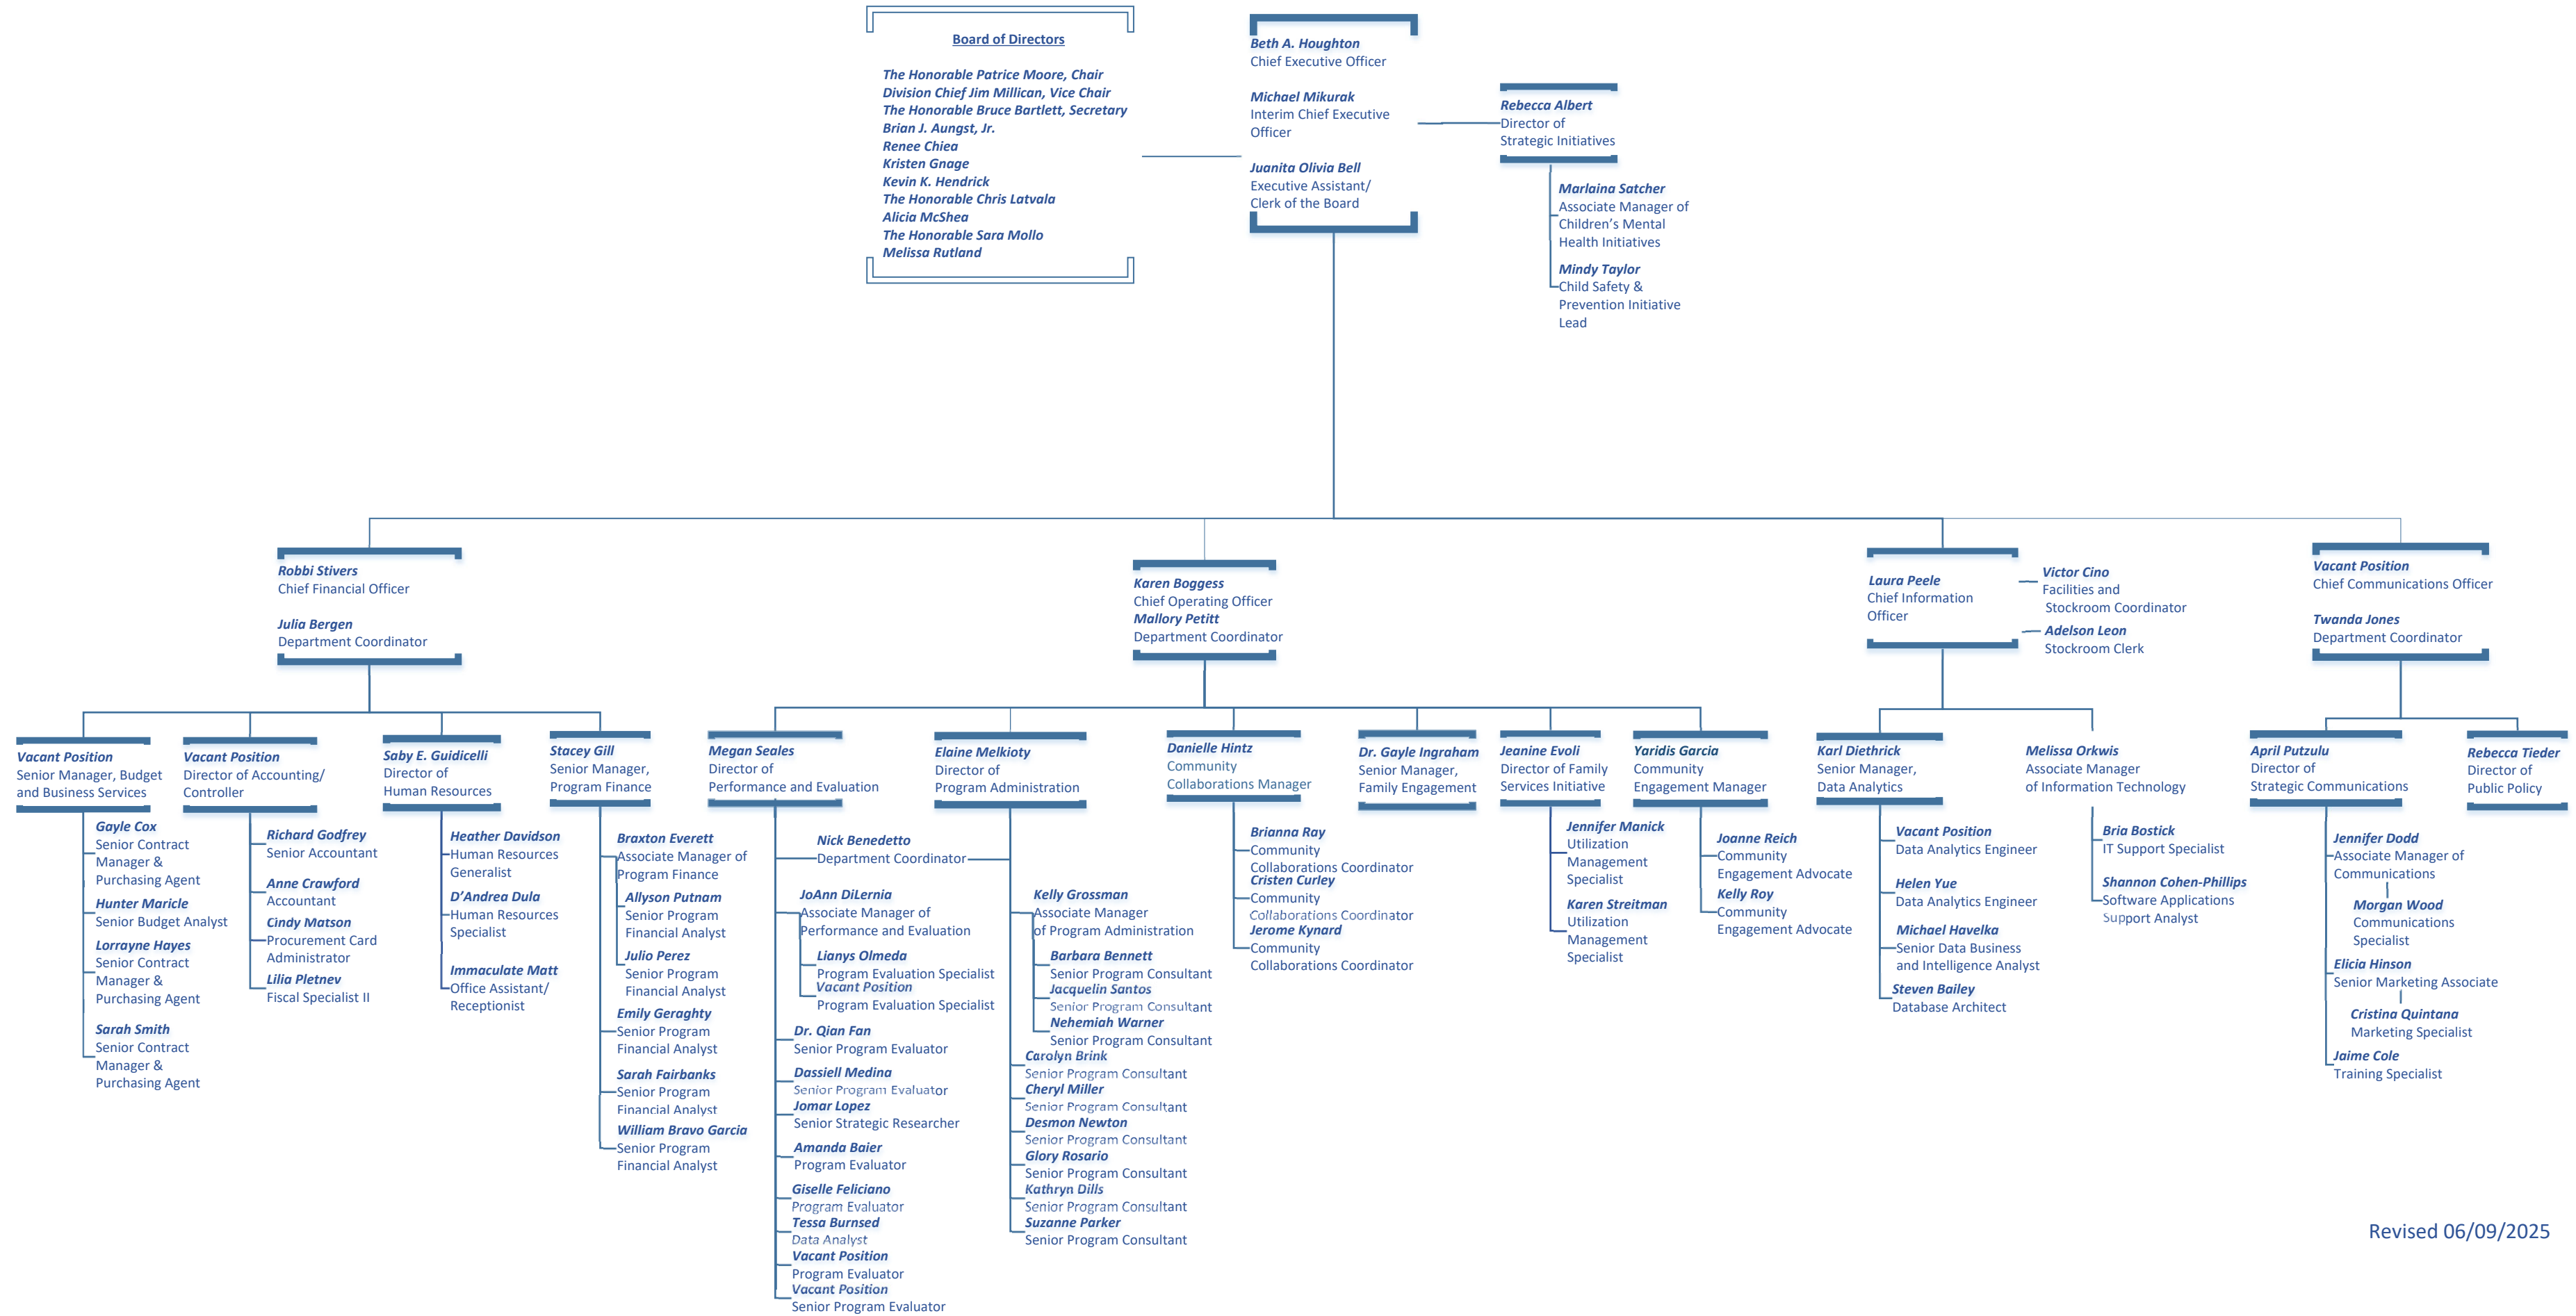 Board of Directors
The Honorable Patrice Moore, Chair
Division Chief Jim Millican, Vice Chair
The Honorable Bruce Bartlett, Secretary
Brian J. Aungst, Jr.
Renee Chiea
Kristen Gnage
Kevin K. Hendrick
The Honorable Chris Latvala
Alicia McShea
The Honorable Sara Mollo
Melissa Rutland
Beth A. Houghton
Chief Executive Officer
Michael Mikurak
Interim Chief Executive
Officer
Juanita Olivia Bell
Executive Assistant/
Clerk of the Board
Rebecca Albert
Director of
Strategic Initiatives
Marlaina Satcher
Associate Manager of
Children's Mental
Health Initiatives
Mindy Taylor
Child Safety &
Prevention Initiative
Lead
Robbi Stivers
Chief Financial Officer
Julia Bergen
Department Coordinator
Vacant Position
Senior Manager, Budget
and Business Services
Gayle Cox
Senior Contract
Manager &
Purchasing Agent
Hunter Maricle
Senior Budget Analyst
Lorrayne Hayes
Senior Contract
Manager &
Purchasing Agent
Sarah Smith
Senior Contract
Manager &
Purchasing Agent
Vacant Position
Director of Accounting/
Controller
Richard Godfrey
Senior Accountant
Anne Crawford
Accountant
Cindy Matson
Procurement Card
Administrator
Lilia Pletnev
Fiscal Specialist II
Saby E. Guidicelli
Director of
Human Resources
Heather Davidson
Human Resources
Generalist
D'Andrea Dula
Human Resources
Specialist
Immaculate Matt
Office Assistant/
Receptionist
Stacey Gill
Senior Manager,
Program Finance
Braxton Everett
Associate Manager of
Program Finance
Allyson Putnam
Senior Program
Financial Analyst
Julio Perez
Senior Program
Financial Analyst
Emily Geraghty
Senior Program
Financial Analyst
Sarah Fairbanks
Senior Program
Financial Analyst
William Bravo Garcia
Senior Program
Financial Analyst
Karen Boggess
Chief Operating Officer
Mallory Petitt
Department Coordinator
Megan Seales
Director of
Performance and Evaluation
Nick Benedetto
Department Coordinator
JoAnn DiLernia
Associate Manager of
Performance and Evaluation
Lianys Olmeda
Program Evaluation Specialist
Vacant Position
Program Evaluation Specialist
Dr. Qian Fan
Senior Program Evaluator
Dassiell Medina
Senior Program Evaluator
Jomar Lopez
Senior Strategic Researcher
Amanda Baier
Program Evaluator
Giselle Feliciano
Program Evaluator
Tessa Burnsed
Data Analyst
Vacant Position
Program Evaluator
Vacant Position
Senior Program Evaluator
Elaine Melkioty
Director of
Program Administration
Kelly Grossman
Associate Manager
of Program Administration
Barbara Bennett
Senior Program Consultant
Jacquelin Santos
Senior Program Consultant
Nehemiah Warner
Senior Program Consultant
Carolyn Brink
Senior Program Consultant
Cheryl Miller
Senior Program Consultant
Desmon Newton
Senior Program Consultant
Glory Rosario
Senior Program Consultant
Kathryn Dills
Senior Program Consultant
Suzanne Parker
Senior Program Consultant
Danielle Hintz
Community
Collaborations Manager
Brianna Ray
Community
Collaborations Coordinator
Cristen Curley
Community
Collaborations Coordinator
Jerome Kynard
Community
Collaborations Coordinator
Dr. Gayle Ingraham
Senior Manager,
Family Engagement
Jeanine Evoli
Director of Family
Services Initiative
Jennifer Manick
Utilization
Management
Specialist
Karen Streitman
Utilization
Management
Specialist
Yaridis Garcia
Community
Engagement Manager
Joanne Reich
Community
Engagement Advocate
Kelly Roy
Community
Engagement Advocate
Laura Peele
Chief Information
Officer
Victor Cino
Facilities and
Stockroom Coordinator
Adelson Leon
Stockroom Clerk
Karl Diethrick
Senior Manager,
Data Analytics
Vacant Position
Data Analytics Engineer
Helen Yue
Data Analytics Engineer
Michael Havelka
Senior Data Business
and Intelligence Analyst
Steven Bailey
Database Architect
Melissa Orkwis
Associate Manager
of Information Technology
Bria Bostick
IT Support Specialist
Shannon Cohen-Phillips
Software Applications
Support Analyst
Vacant Position
Chief Communications Officer
Twanda Jones
Department Coordinator
April Putzulu
Director of
Strategic Communications
Jennifer Dodd
Associate Manager of
Communications
Morgan Wood
Communications
Specialist
Elicia Hinson
Senior Marketing Associate
Cristina Quintana
Marketing Specialist
Jaime Cole
Training Specialist
Rebecca Tieder
Director of
Public Policy
Revised 06/09/2025